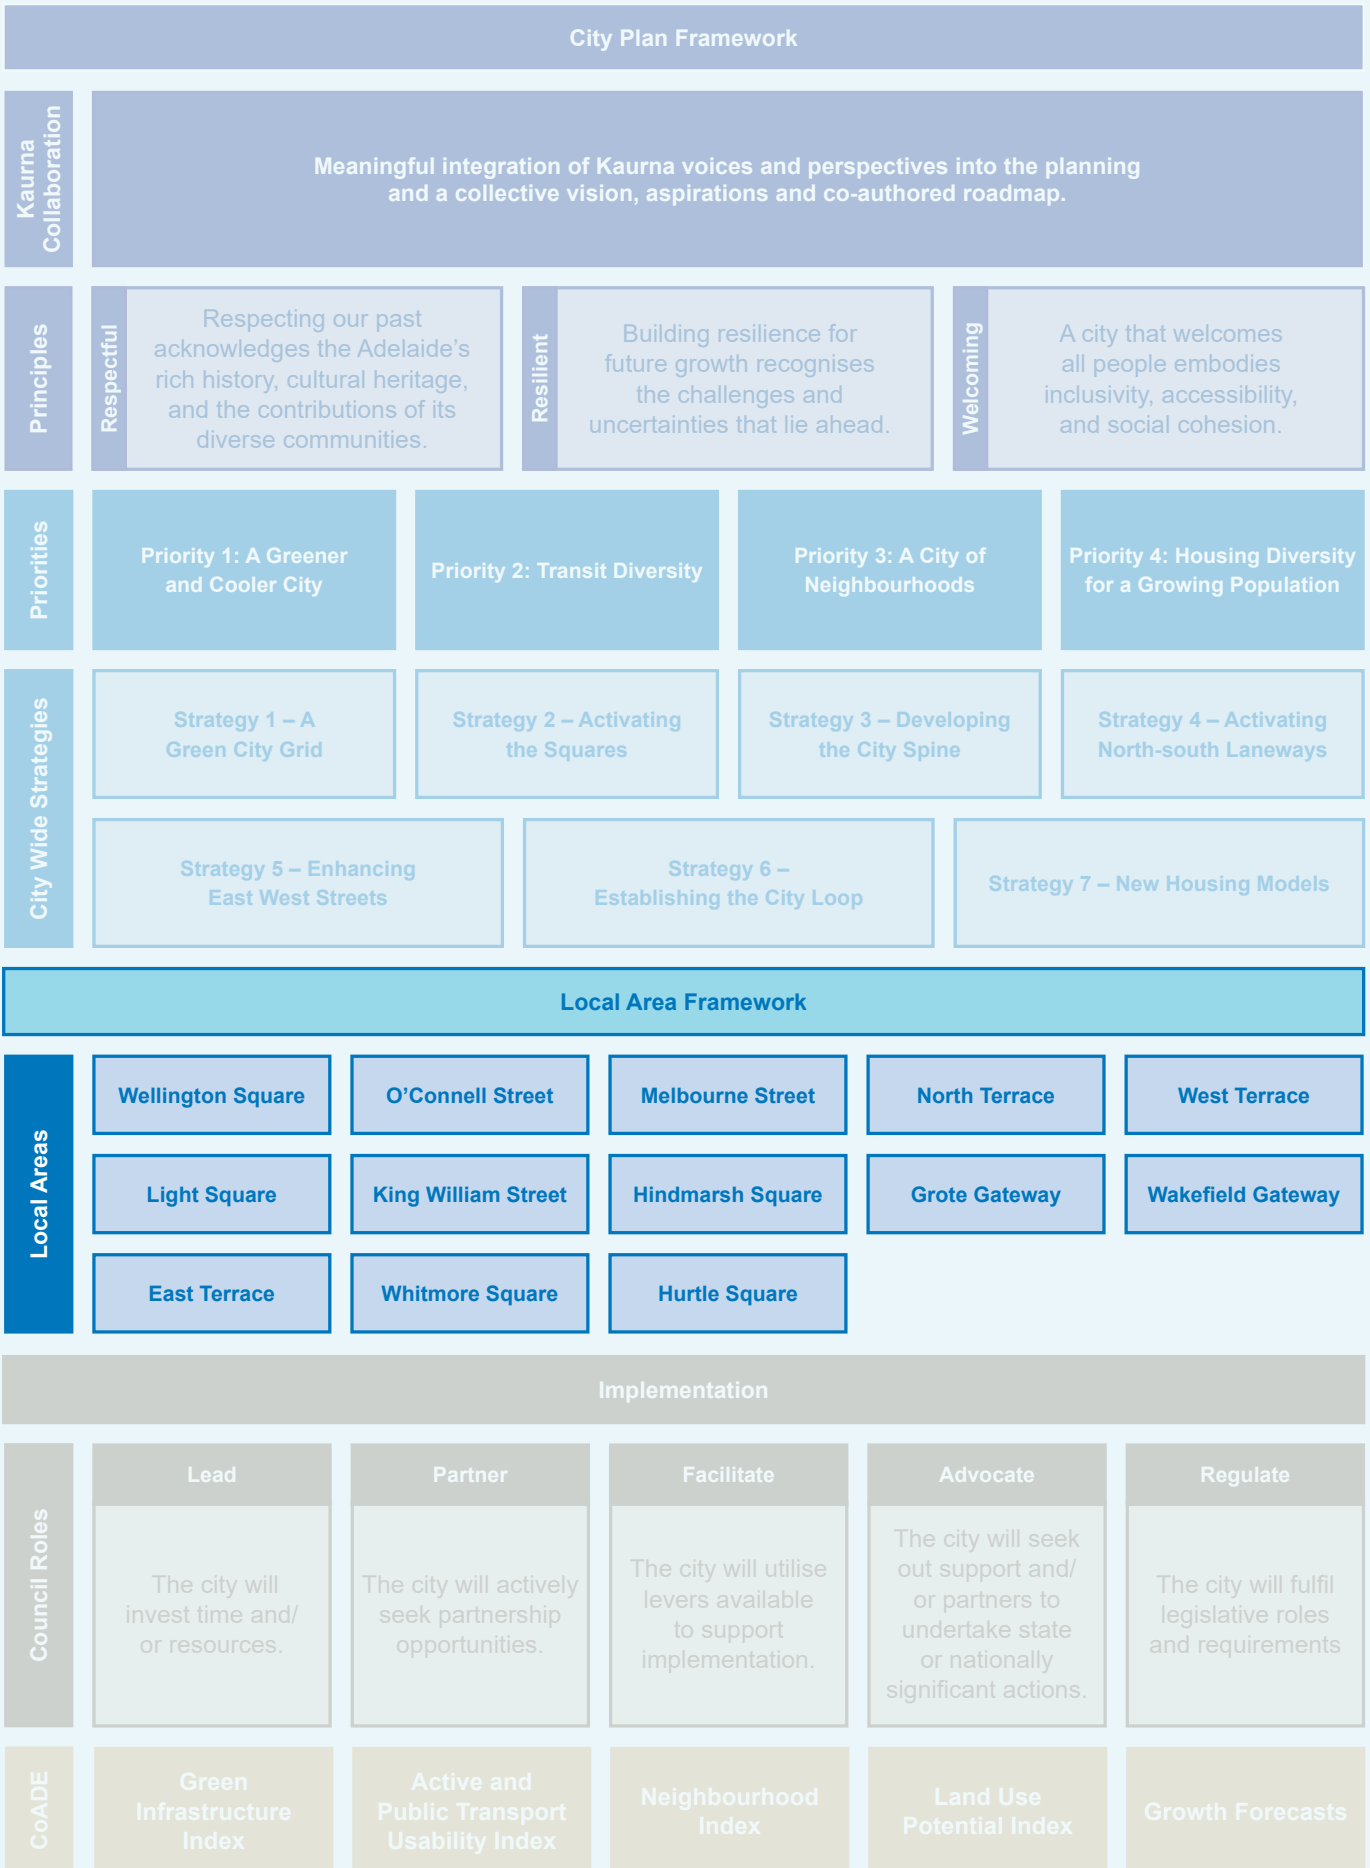 City Plan Framework
Kaurna
Collaboration
Meaningful integration of Kaurna voices and perspectives into the planning
and a collective vision, aspirations and co-authored roadmap.
Principles
Respectful
Respecting our past
acknowledges the Adelaide’s
rich history, cultural heritage,
and the contributions of its
diverse communities.
Resilient
Building resilience for
future growth recognises
the challenges and
uncertainties that lie ahead.
Welcoming
A city that welcomes
all people embodies
inclusivity, accessibility,
and social cohesion.
Priorities
Priority 1: A Greener
and Cooler City
Priority 2: Transit Diversity
Priority 3: A City of
Neighbourhoods
Priority 4: Housing Diversity
for a Growing Population
City Wide Strategies
Strategy 1 – A
Green City Grid
Strategy 2 – Activating
the Squares
Strategy 3 – Developing
the City Spine
Strategy 4 – Activating
North-south Laneways
Strategy 5 – Enhancing
East West Streets
Strategy 6 –
Establishing the City Loop
Strategy 7 – New Housing Models
Local Area Framework
Local Areas
Wellington Square
O’Connell Street
Melbourne Street
North Terrace
West Terrace
Light Square
King William Street
Hindmarsh Square
Grote Gateway
Wakefield Gateway
East Terrace
Whitmore Square
Hurtle Square
Implementation
Council Roles
Lead
The city will
invest time and/
or resources.
Partner
The city will actively
seek partnership
opportunities.
Facilitate
The city will utilise
levers available
to support
implementation.
Advocate
The city will seek
out support and/
or partners to
undertake state
or nationally
significant actions.
Regulate
The city will fulfil
legislative roles
and requirements
CoADE
Green
Infrastructure
Index
Active and
Public Transport
Usability Index
Neighbourhood
Index
Land Use
Potential Index
Growth Forecasts